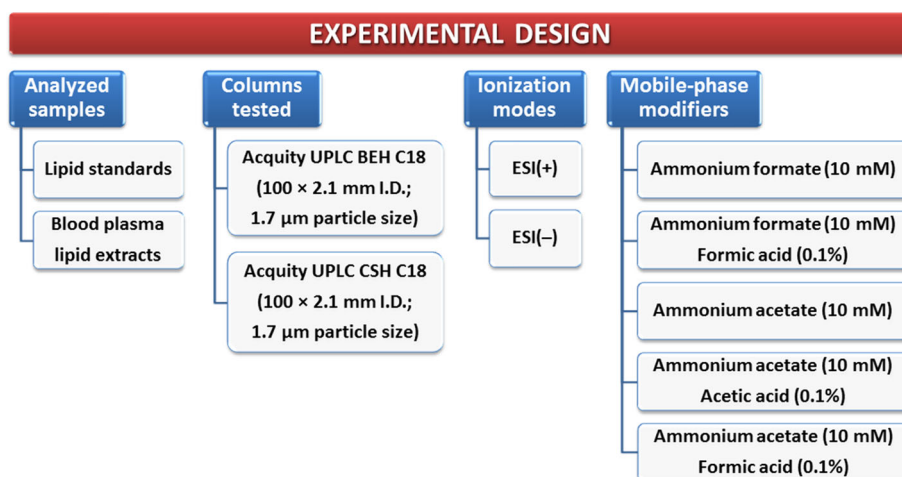 EXPERIMENTAL DESIGN
Analyzed
samples
Lipid standards
Blood plasma
lipid extracts
Columns
tested
Acquity UPLC BEH C18
(100 × 2.1 mm I.D.;
1.7 μm particle size)
Acquity UPLC CSH C18
(100 × 2.1 mm I.D.;
1.7 μm particle size)
Ionization
modes
ESI(+)
ESI(–)
Mobile-phase
modifiers
Ammonium formate (10 mM)
Ammonium formate (10 mM)
Formic acid (0.1%)
Ammonium acetate (10 mM)
Ammonium acetate (10 mM)
Acetic acid (0.1%)
Ammonium acetate (10 mM)
Formic acid (0.1%)